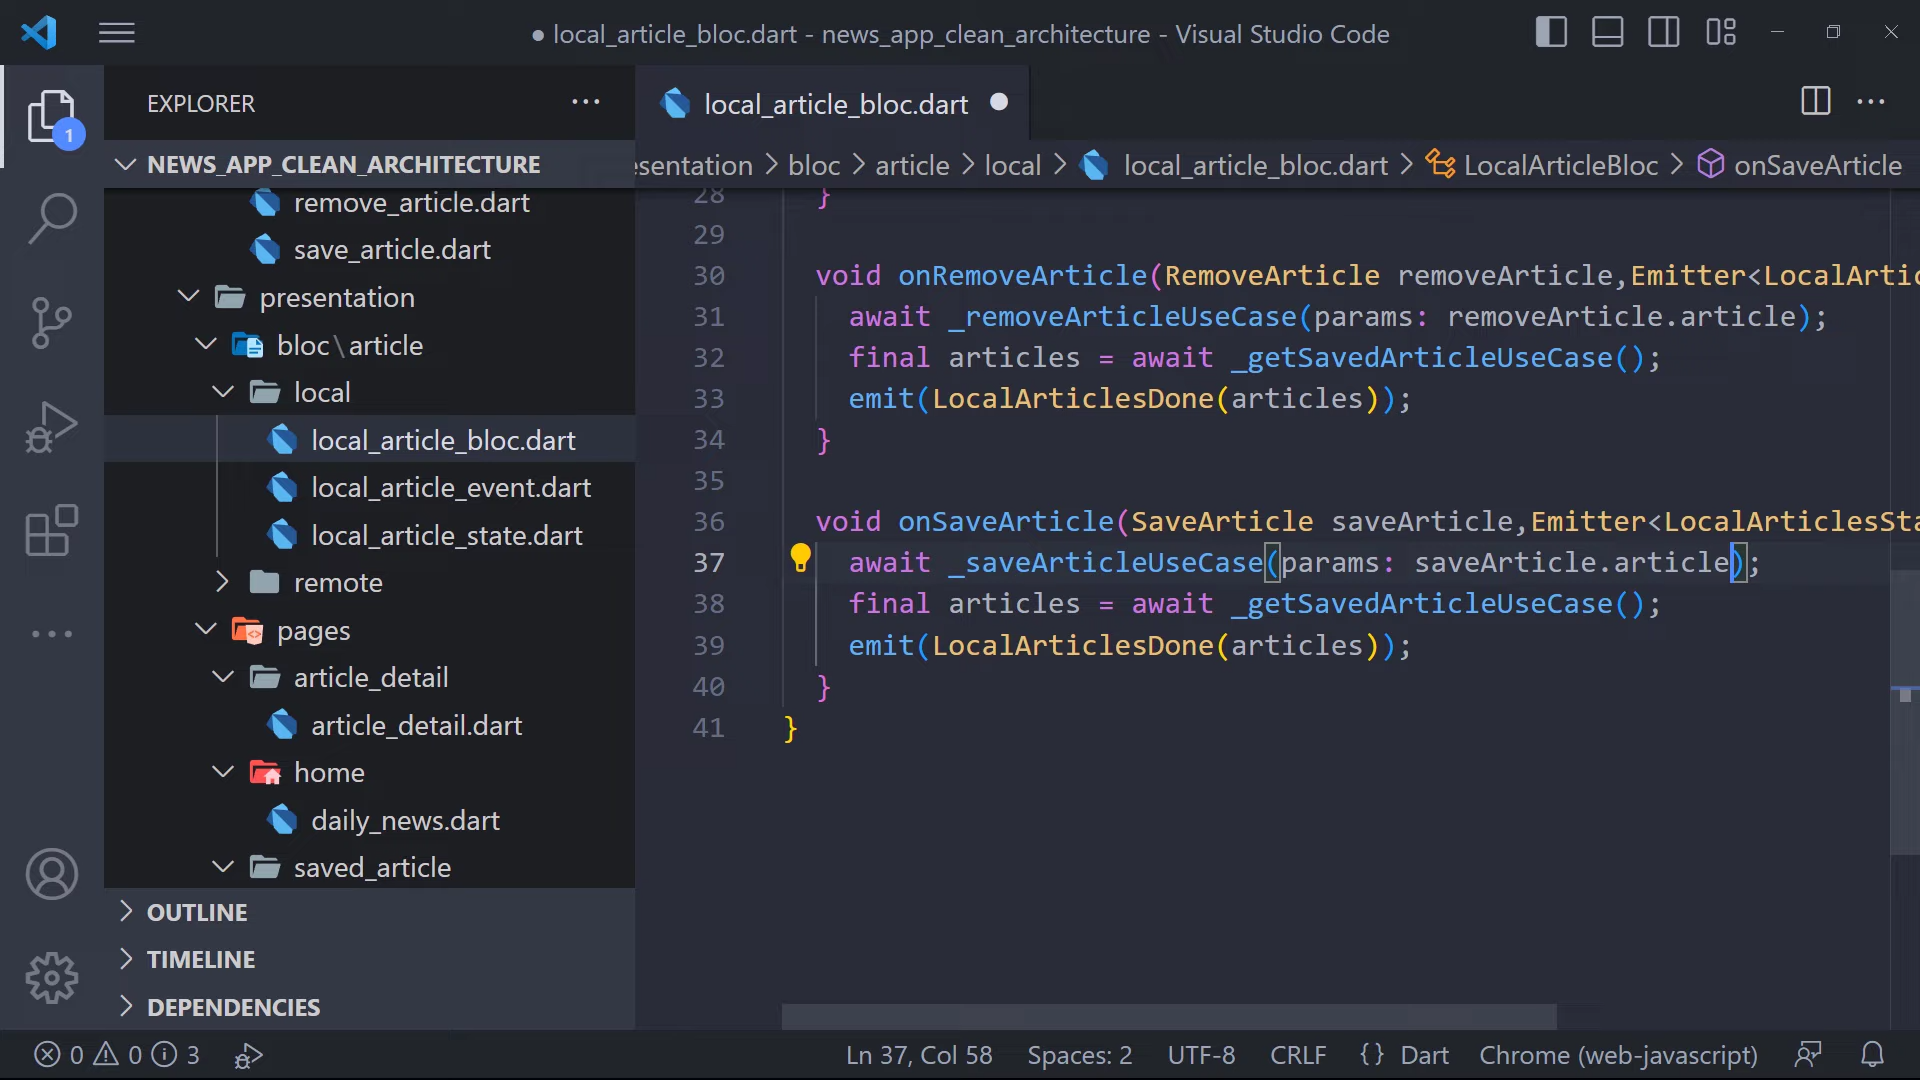 ● local_article_bloc.dart - news_app_clean_architecture - Visual Studio Code
1
EXPLORER
NEWS_APP_CLEAN_ARCHITECTURE
remove_article.dart
save_article.dart
presentation
bloc\article
local
local_article_bloc.dart
local_article_event.dart
local_article_state.dart
remote
pages
article_detail
article_detail.dart
home
daily_news.dart
saved_article
OUTLINE
TIMELINE
DEPENDENCIES
local_article_bloc.dart
esentation > bloc > article > local > local_article_bloc.dart > LocalArticleBloc > onSaveArticle
28 }
29
30 void onRemoveArticle(RemoveArticle removeArticle,Emitter<LocalArtic
31 await _removeArticleUseCase(params: removeArticle.article);
32 final articles = await _getSavedArticleUseCase();
33 emit(LocalArticlesDone(articles));
34 }
35
36 void onSaveArticle(SaveArticle saveArticle,Emitter<LocalArticlesSta
37 await _saveArticleUseCase(params: saveArticle.article);
38 final articles = await _getSavedArticleUseCase();
39 emit(LocalArticlesDone(articles));
40 }
41 }
0 0 3 Ln 37, Col 58 Spaces: 2 UTF-8 CRLF {} Dart Chrome (web-javascript)